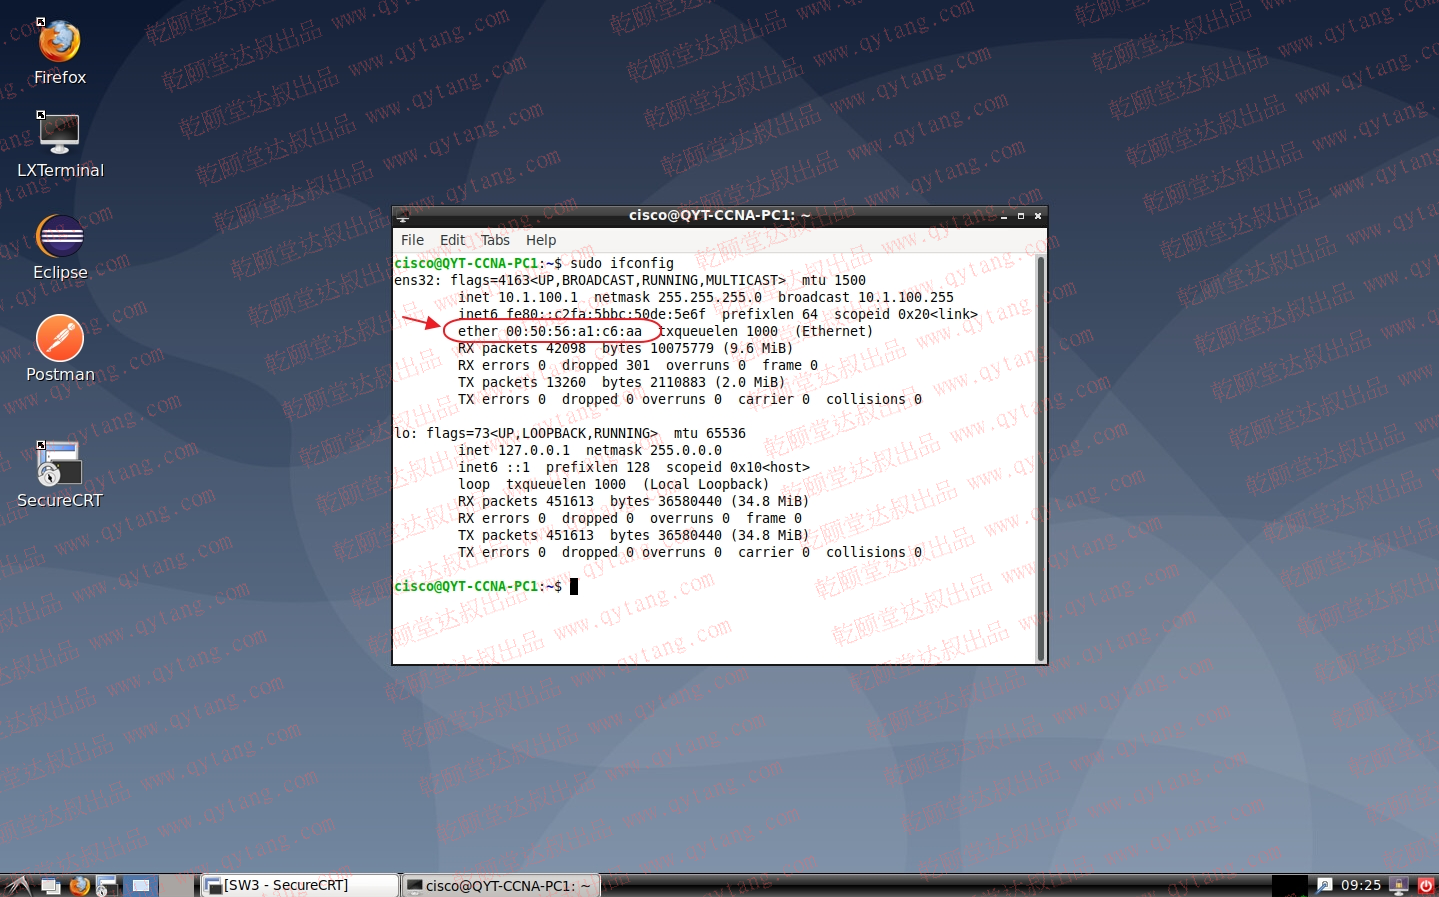 Firefox
LXTerminal
Eclipse
Postman
SecureCRT
cisco@QYT-CCNA-PC1: ~
File Edit Tabs Help
cisco@QYT-CCNA-PC1:~$ sudo ifconfig
ens32: flags=4163<UP,BROADCAST,RUNNING,MULTICAST>  mtu 1500
        inet 10.1.100.1  netmask 255.255.255.0  broadcast 10.1.100.255
        inet6 fe80::c2fa:5bbc:50de:5e6f  prefixlen 64  scopeid 0x20<link>
        ether 00:50:56:a1:c6:aa  txqueuelen 1000  (Ethernet)
        RX packets 42098  bytes 10075779 (9.6 MiB)
        RX errors 0  dropped 301  overruns 0  frame 0
        TX packets 13260  bytes 2110883 (2.0 MiB)
        TX errors 0  dropped 0 overruns 0  carrier 0  collisions 0
lo: flags=73<UP,LOOPBACK,RUNNING>  mtu 65536
        inet 127.0.0.1  netmask 255.0.0.0
        inet6 ::1  prefixlen 128  scopeid 0x10<host>
        loop  txqueuelen 1000  (Local Loopback)
        RX packets 451613  bytes 36580440 (34.8 MiB)
        RX errors 0  dropped 0  overruns 0  frame 0
        TX packets 451613  bytes 36580440 (34.8 MiB)
        TX errors 0  dropped 0 overruns 0  carrier 0  collisions 0
cisco@QYT-CCNA-PC1:~$
[SW3 - SecureCRT]
cisco@QYT-CCNA-PC1: ~
09:25
乾颐堂达叔出品 www.qytang.com